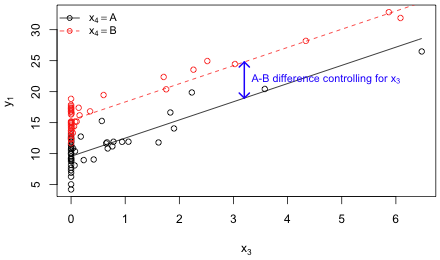 x4 = A
x4 = B
A-B difference controlling for x3
y1
30
25
20
15
10
5
0
1
2
3
4
5
6
x3